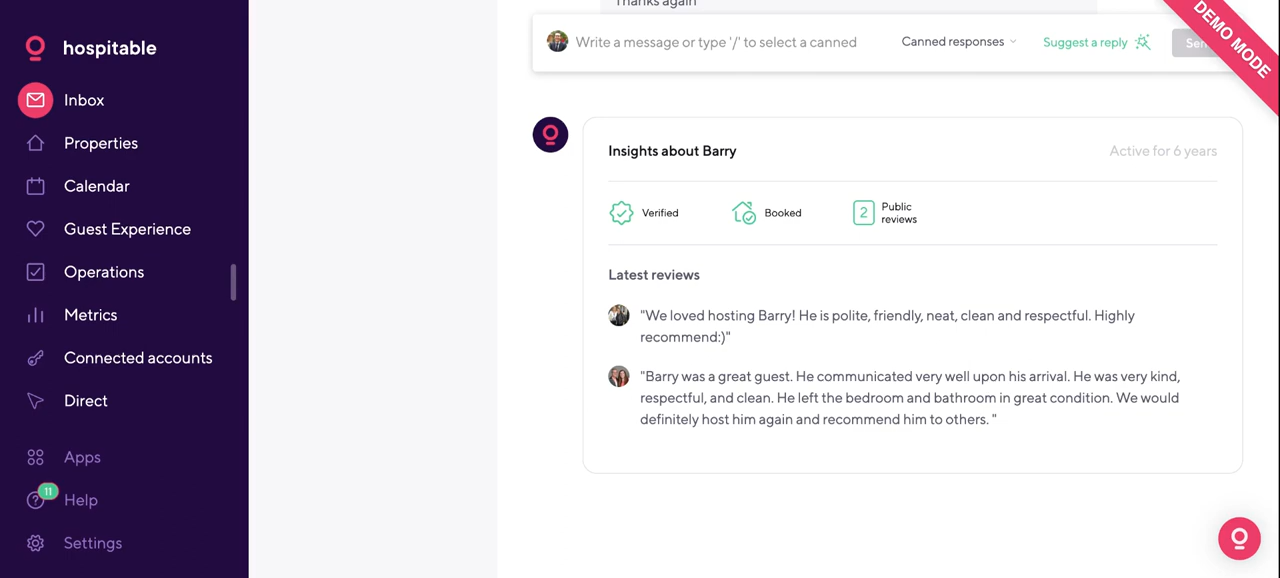 hospitable
Inbox
Properties
Calendar
Guest Experience
Operations
Metrics
Connected accounts
Direct
Apps
11
Help
Settings
Thanks again
Write a message or type '/' to select a canned
Canned responses
Suggest a reply
DEMO MODE
Insights about Barry
Active for 6 years
Verified
Booked
2
Public
reviews
Latest reviews
"We loved hosting Barry! He is polite, friendly, neat, clean and respectful. Highly
recommend:)"
"Barry was a great guest. He communicated very well upon his arrival. He was very kind,
respectful, and clean. He left the bedroom and bathroom in great condition. We would
definitely host him again and recommend him to others. "